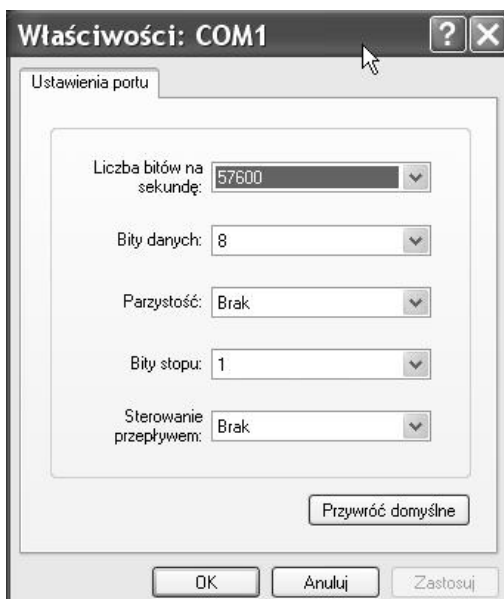 Właściwości: COM1
Ustawienia portu
Liczba bitów na
sekundę:
57600
Bity danych: 8
Parzystość: Brak
Bity stopu: 1
Sterowanie
przepływem:
Brak
Przywróć domyślne
OK Anuluj Zastosuj